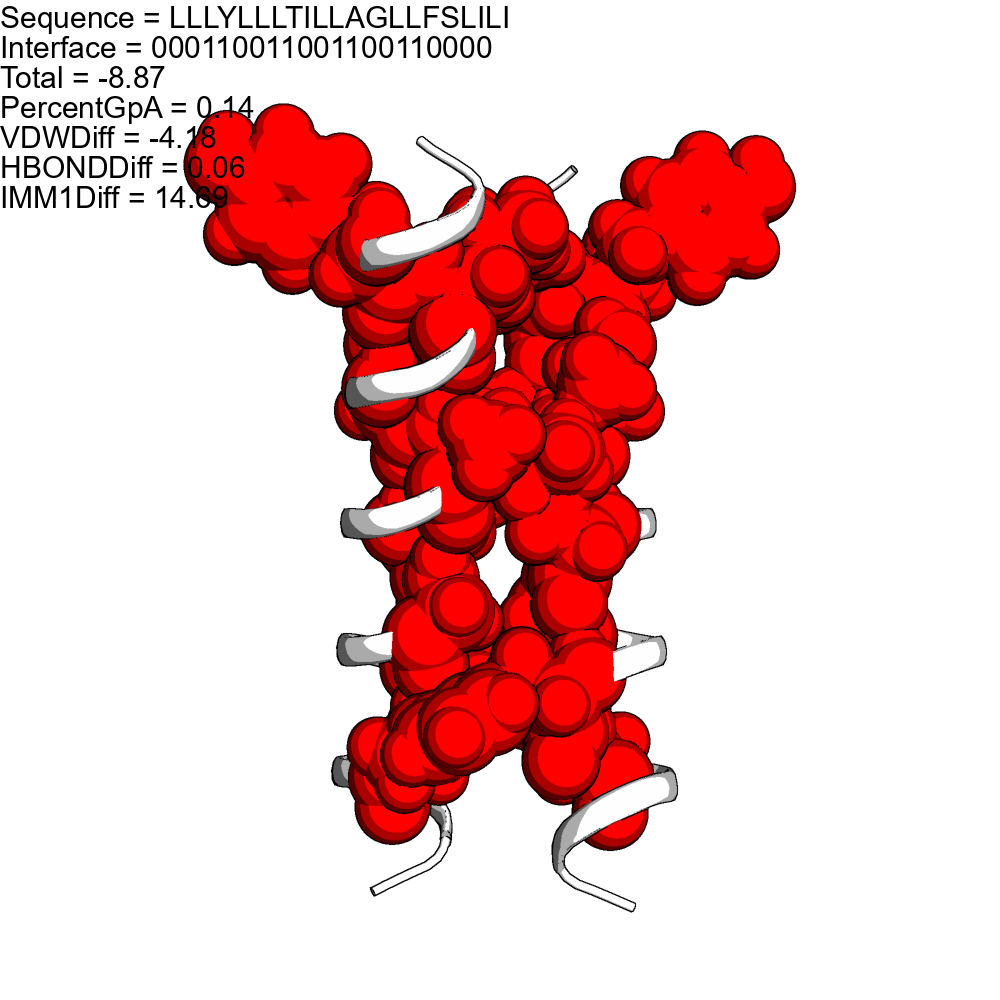 Sequence = LLLYLLLTILLAGLLFSLILI
Interface = 000110011001100110000
Total = -8.87
PercentGpA = 0.14
VDWDiff = -4.18
HBONDDiff = 0.06
IMM1Diff = 14.69